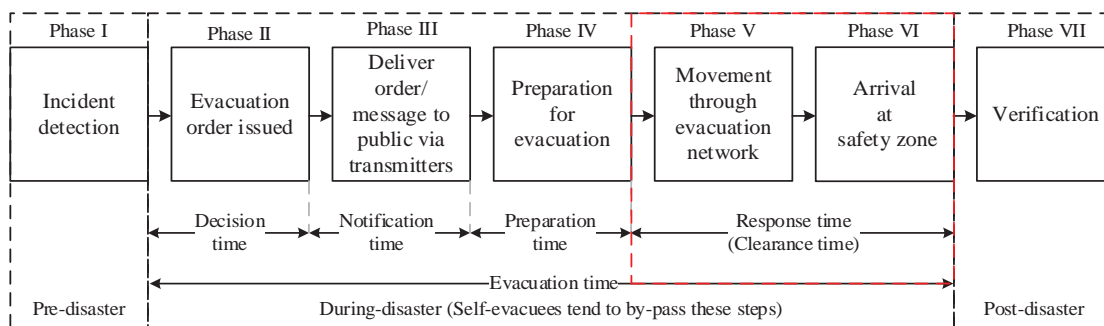 Phase I
Phase II
Phase III
Phase IV
Phase V
Phase VI
Phase VII
Incident
detection
Evacuation
order issued
Deliver
order/
message to
public via
transmitters
Preparation
for
evacuation
Movement
through
evacuation
network
Arrival
at
safety zone
Verification
Decision
time
Notification
time
Preparation
time
Response time
(Clearance time)
Evacuation time
Pre-disaster
During-disaster (Self-evacuees tend to by-pass these steps)
Post-disaster